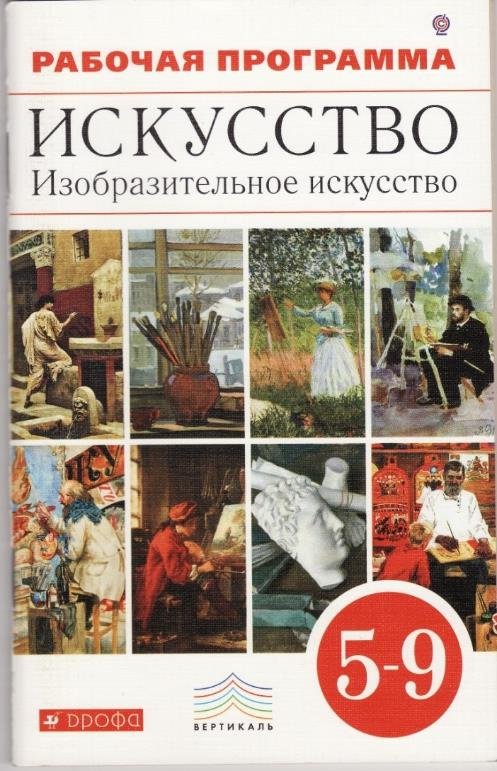 РАБОЧАЯ ПРОГРАММА
ИСКУССТВО
Изобразительное искусство
5-9
дрофа
ВЕРТИКАЛЬ